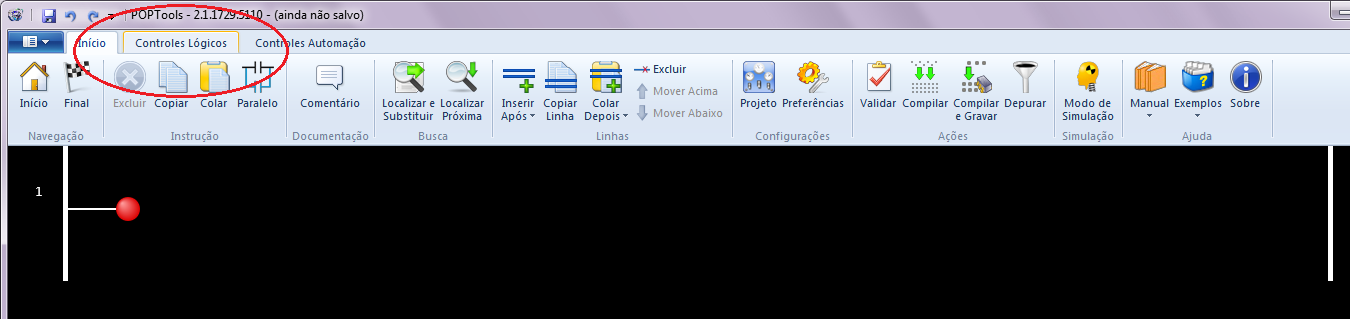 POPTools - 2.1.1729.5110 - (ainda não salvo)
Início Controles Lógicos Controles Automação
Início Final Excluir Copiar Colar Paralelo Comentário Localizar e Substituir Localizar Próxima Inserir Após Copiar Linha Colar Depois Excluir Mover Acima Mover Abaixo Projeto Preferências Validar Compilar Compilar e Gravar Depurar Modo de Simulação Manual Exemplos Sobre
Navegação Instrução Documentação Busca Linhas Configurações Ações Simulação Ajuda
1